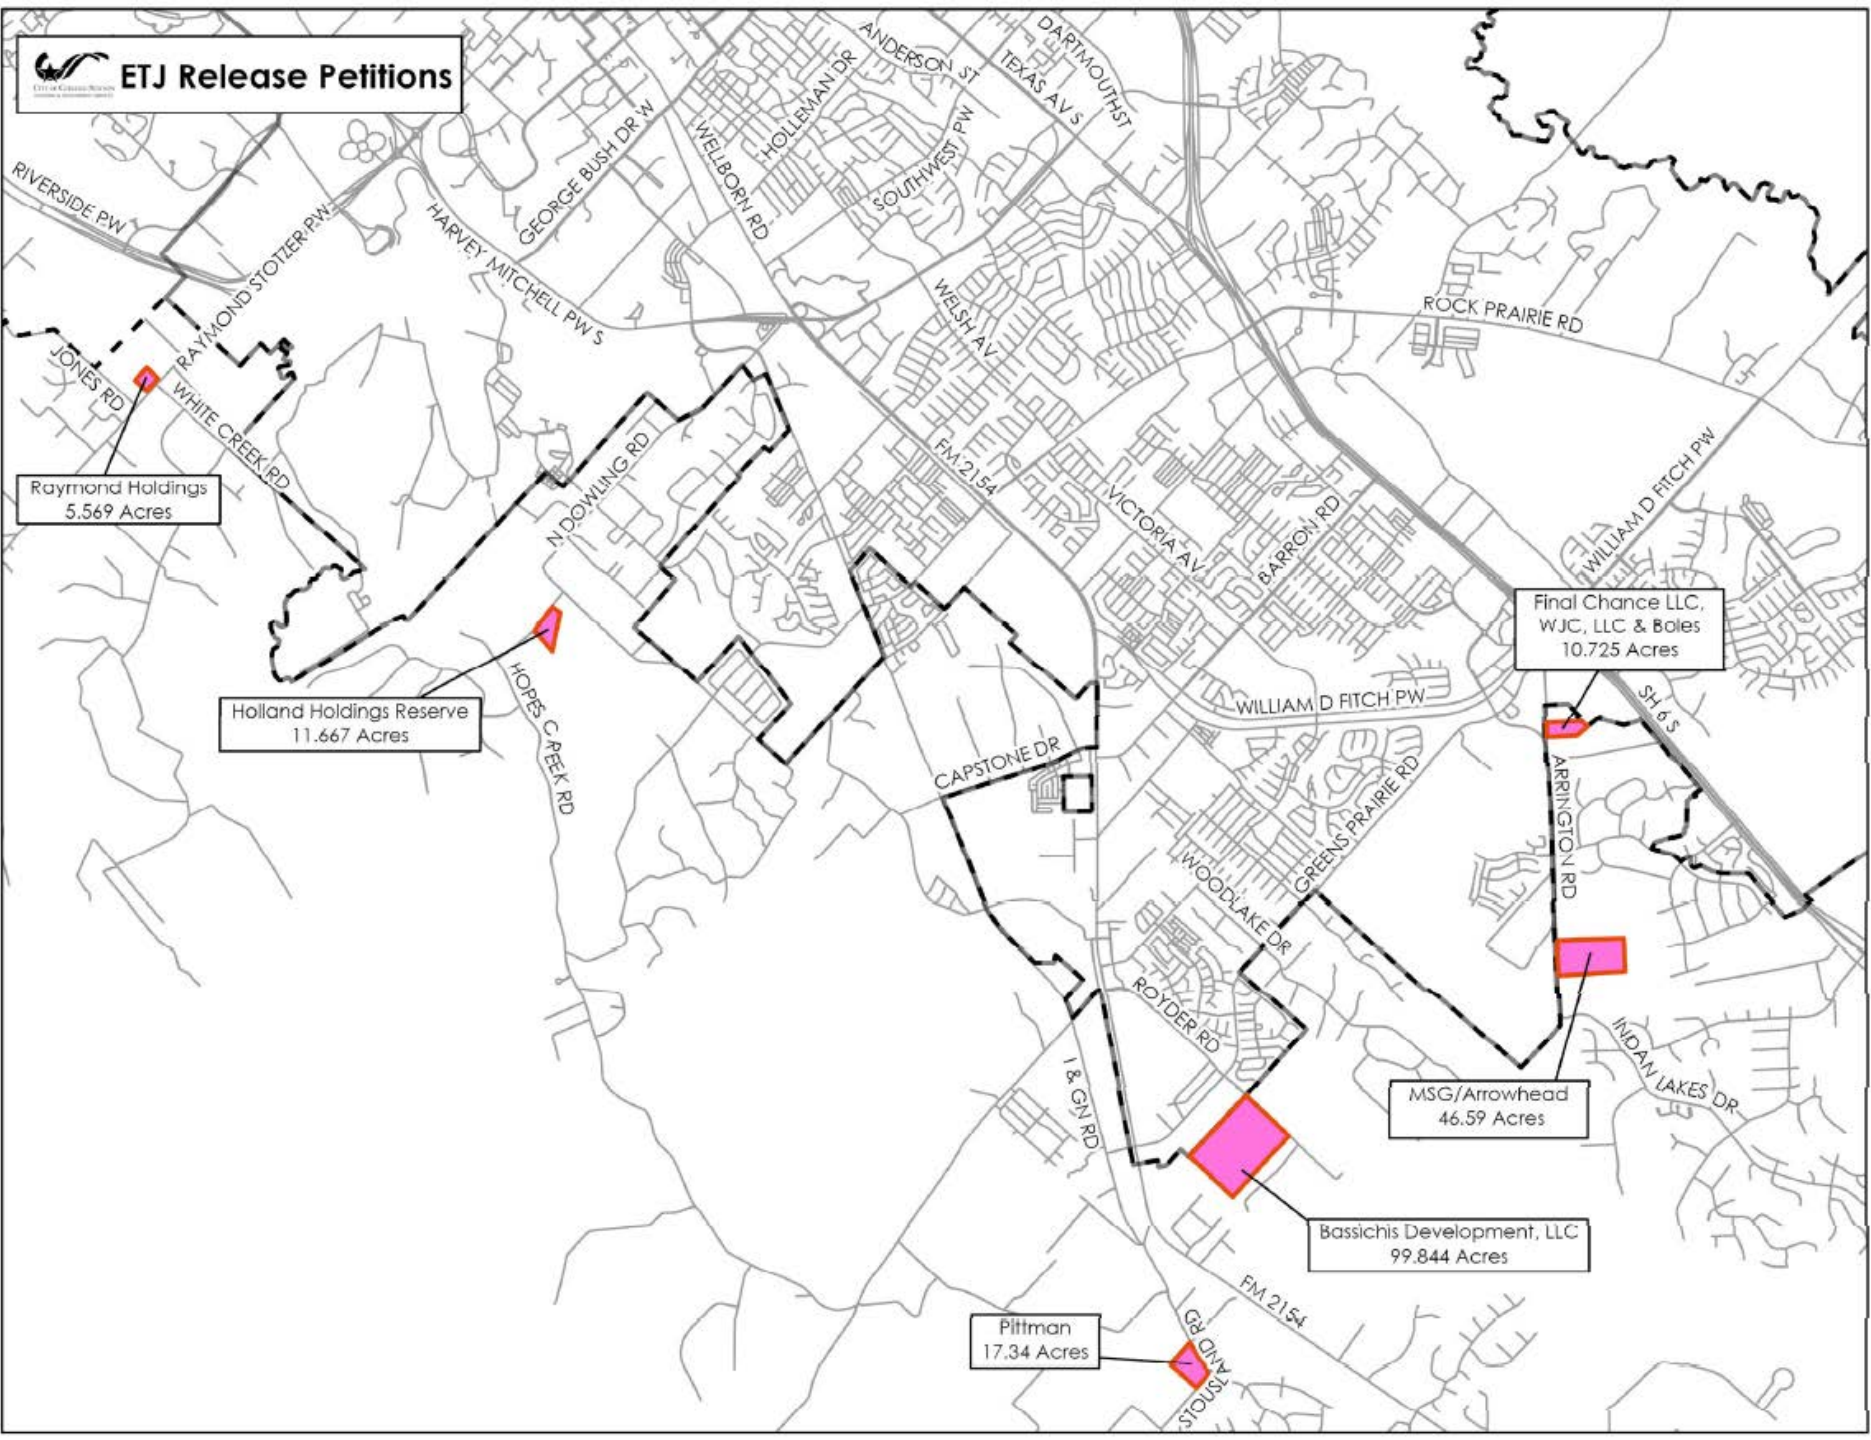 ETJ Release Petitions
CITY OF COLLEGE STATION
ANDERSON ST
DARTMOUTH ST
TEXAS AV S
HOLLEMAN DR
GEORGE BUSH DR W
WELLBORN RD
SOUTHWEST PW
RIVERSIDE PW
RAYMOND STOTZER PW
HARVEY MITCHELL PW S
WELSH AV
ROCK PRAIRIE RD
JONES RD
WHITE CREEK RD
Raymond Holdings
5.569 Acres
N DOWLING RD
FM 2154
VICTORIA AV
BARRON RD
WILLIAM D FITCH PW
Final Chance LLC,
WJC, LLC & Boles
10.725 Acres
Holland Holdings Reserve
11.667 Acres
HOPES CREEK RD
WILLIAM D FITCH PW
SH 6 S
CAPSTONE DR
GREENS PRAIRIE RD
ARRINGTON RD
WOODLAKE DR
ROYDER RD
I & GN RD
INDIAN LAKES DR
MSG/Arrowhead
46.59 Acres
Bassichis Development, LLC
99.844 Acres
FM 2154
Pittman
17.34 Acres
STOUSLAND RD